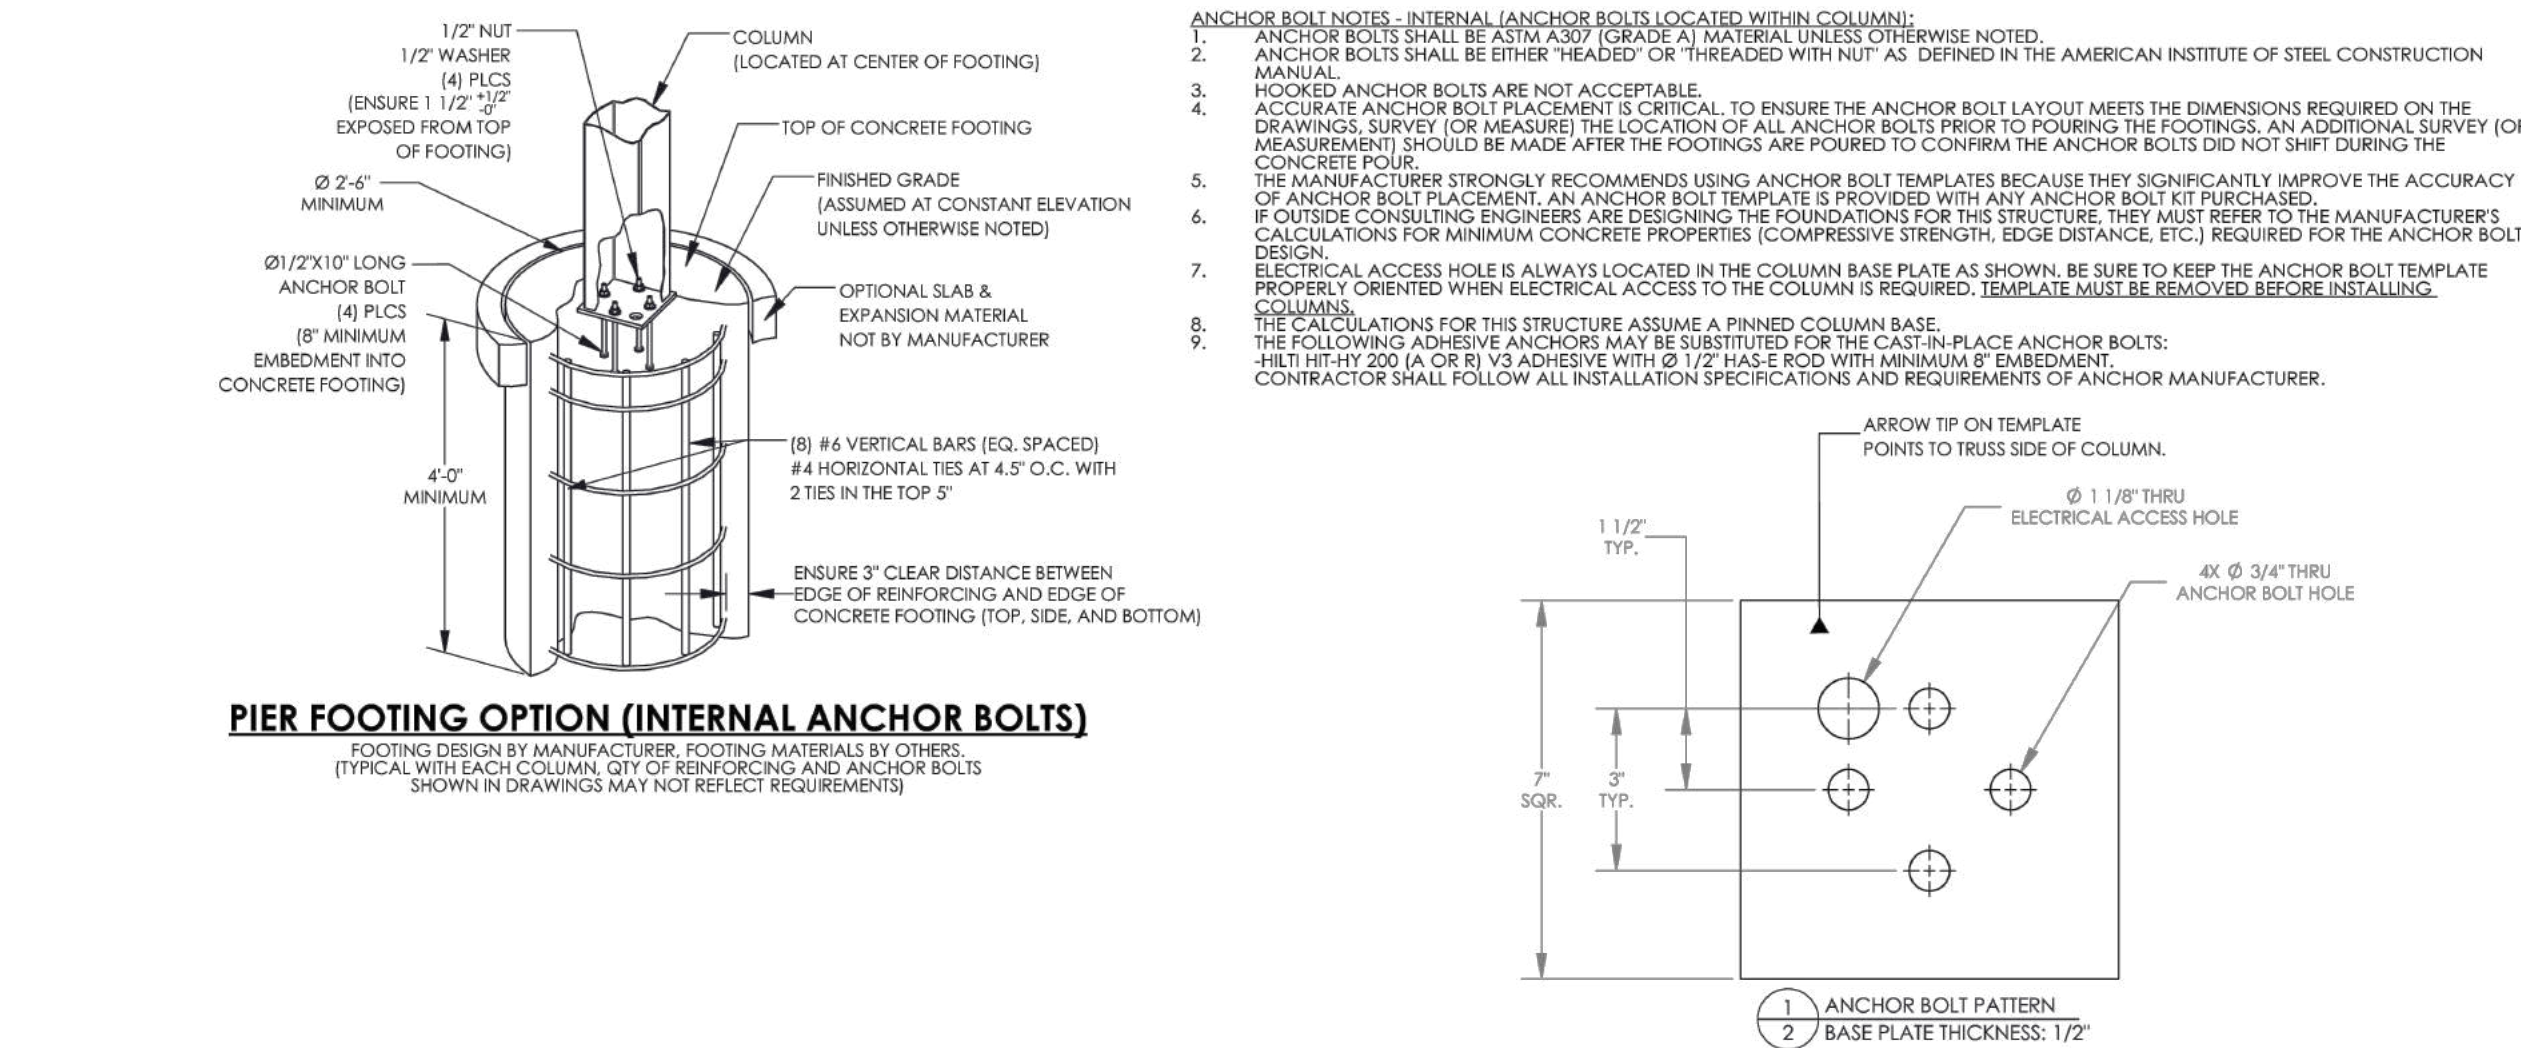 1/2" NUT
1/2" WASHER
(4) PLCS
(ENSURE 1 1/2" +1/2" -0"
EXPOSED FROM TOP
OF FOOTING)
Ø 2'-6"
MINIMUM
Ø1/2"X10" LONG
ANCHOR BOLT
(4) PLCS
(8" MINIMUM
EMBEDMENT INTO
CONCRETE FOOTING)
4'-0"
MINIMUM
COLUMN
(LOCATED AT CENTER OF FOOTING)
TOP OF CONCRETE FOOTING
FINISHED GRADE
(ASSUMED AT CONSTANT ELEVATION
UNLESS OTHERWISE NOTED)
OPTIONAL SLAB &
EXPANSION MATERIAL
NOT BY MANUFACTURER
(8) #6 VERTICAL BARS (EQ. SPACED)
#4 HORIZONTAL TIES AT 4.5" O.C. WITH
2 TIES IN THE TOP 5"
ENSURE 3" CLEAR DISTANCE BETWEEN
EDGE OF REINFORCING AND EDGE OF
CONCRETE FOOTING (TOP, SIDE, AND BOTTOM)
PIER FOOTING OPTION (INTERNAL ANCHOR BOLTS)
FOOTING DESIGN BY MANUFACTURER, FOOTING MATERIALS BY OTHERS.
(TYPICAL WITH EACH COLUMN, QTY OF REINFORCING AND ANCHOR BOLTS
SHOWN IN DRAWINGS MAY NOT REFLECT REQUIREMENTS)
ANCHOR BOLT NOTES - INTERNAL (ANCHOR BOLTS LOCATED WITHIN COLUMN):
1. ANCHOR BOLTS SHALL BE ASTM A307 (GRADE A) MATERIAL UNLESS OTHERWISE NOTED.
2. ANCHOR BOLTS SHALL BE EITHER "HEADED" OR "THREADED WITH NUT" AS DEFINED IN THE AMERICAN INSTITUTE OF STEEL CONSTRUCTION
MANUAL.
3. HOOKED ANCHOR BOLTS ARE NOT ACCEPTABLE.
4. ACCURATE ANCHOR BOLT PLACEMENT IS CRITICAL. TO ENSURE THE ANCHOR BOLT LAYOUT MEETS THE DIMENSIONS REQUIRED ON THE
DRAWINGS, SURVEY (OR MEASURE) THE LOCATION OF ALL ANCHOR BOLTS PRIOR TO POURING THE FOOTINGS. AN ADDITIONAL SURVEY (OR
MEASUREMENT) SHOULD BE MADE AFTER THE FOOTINGS ARE POURED TO CONFIRM THE ANCHOR BOLTS DID NOT SHIFT DURING THE
CONCRETE POUR.
5. THE MANUFACTURER STRONGLY RECOMMENDS USING ANCHOR BOLT TEMPLATES BECAUSE THEY SIGNIFICANTLY IMPROVE THE ACCURACY
OF ANCHOR BOLT PLACEMENT. AN ANCHOR BOLT TEMPLATE IS PROVIDED WITH ANY ANCHOR BOLT KIT PURCHASED.
6. IF OUTSIDE CONSULTING ENGINEERS ARE DESIGNING THE FOUNDATIONS FOR THIS STRUCTURE, THEY MUST REFER TO THE MANUFACTURER'S
CALCULATIONS FOR MINIMUM CONCRETE PROPERTIES (COMPRESSIVE STRENGTH, EDGE DISTANCE, ETC.) REQUIRED FOR THE ANCHOR BOLT
DESIGN.
7. ELECTRICAL ACCESS HOLE IS ALWAYS LOCATED IN THE COLUMN BASE PLATE AS SHOWN. BE SURE TO KEEP THE ANCHOR BOLT TEMPLATE
PROPERLY ORIENTED WHEN ELECTRICAL ACCESS TO THE COLUMN IS REQUIRED. TEMPLATE MUST BE REMOVED BEFORE INSTALLING
COLUMNS.
8. THE CALCULATIONS FOR THIS STRUCTURE ASSUME A PINNED COLUMN BASE.
9. THE FOLLOWING ADHESIVE ANCHORS MAY BE SUBSTITUTED FOR THE CAST-IN-PLACE ANCHOR BOLTS:
-HILTI HIT-HY 200 (A OR R) V3 ADHESIVE WITH Ø 1/2" HAS-E ROD WITH MINIMUM 8" EMBEDMENT.
CONTRACTOR SHALL FOLLOW ALL INSTALLATION SPECIFICATIONS AND REQUIREMENTS OF ANCHOR MANUFACTURER.
ARROW TIP ON TEMPLATE
POINTS TO TRUSS SIDE OF COLUMN.
Ø 1 1/8" THRU
ELECTRICAL ACCESS HOLE
1 1/2"
TYP.
4X Ø 3/4" THRU
ANCHOR BOLT HOLE
7"
SQR.
3"
TYP.
1
2
ANCHOR BOLT PATTERN
BASE PLATE THICKNESS: 1/2"